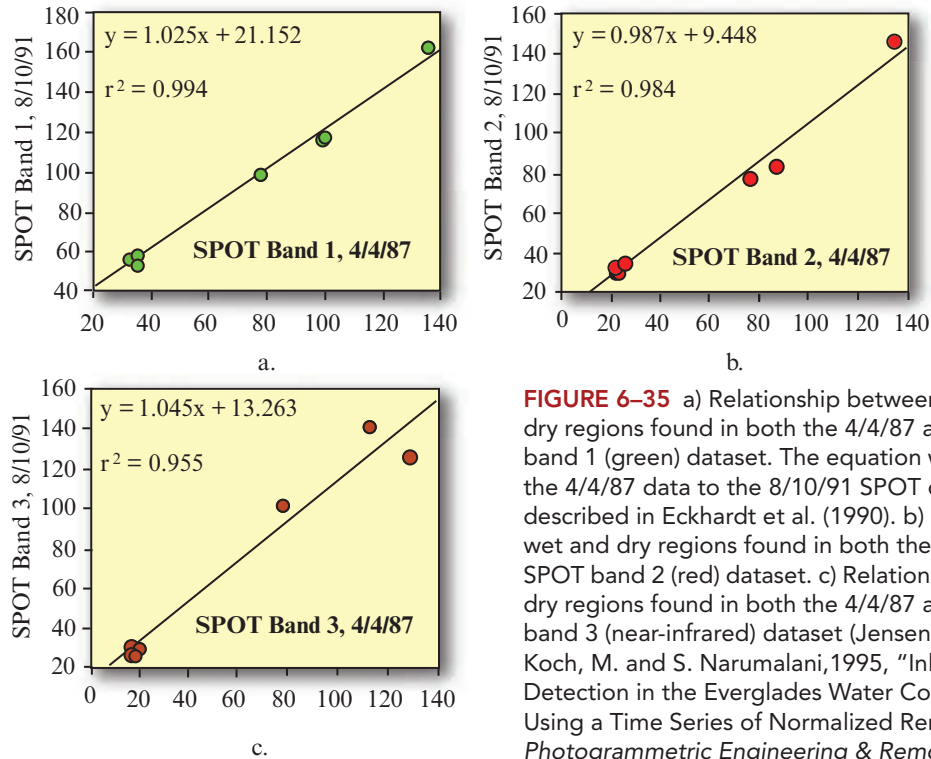 SPOT Band 1, 8/10/91
180
160
140
120
100
80
60
40
y = 1.025x + 21.152
r² = 0.994
SPOT Band 1, 4/4/87
20 40 60 80 100 120 140
a.
SPOT Band 2, 8/10/91
160
140
120
100
80
60
40
20
y = 0.987x + 9.448
r² = 0.984
SPOT Band 2, 4/4/87
0 20 40 60 80 100 120 140
b.
SPOT Band 3, 8/10/91
160
140
120
100
80
60
40
20
y = 1.045x + 13.263
r² = 0.955
SPOT Band 3, 4/4/87
0 20 40 60 80 100 120 140
c.
FIGURE 6–35 a) Relationship between
dry regions found in both the 4/4/87 a
band 1 (green) dataset. The equation w
the 4/4/87 data to the 8/10/91 SPOT
described in Eckhardt et al. (1990). b)
wet and dry regions found in both the
SPOT band 2 (red) dataset. c) Relation
dry regions found in both the 4/4/87 a
band 3 (near-infrared) dataset (Jensen
Koch, M. and S. Narumalani,1995, “Inl
Detection in the Everglades Water Co
Using a Time Series of Normalized Re
Photogrammetric Engineering & Remo